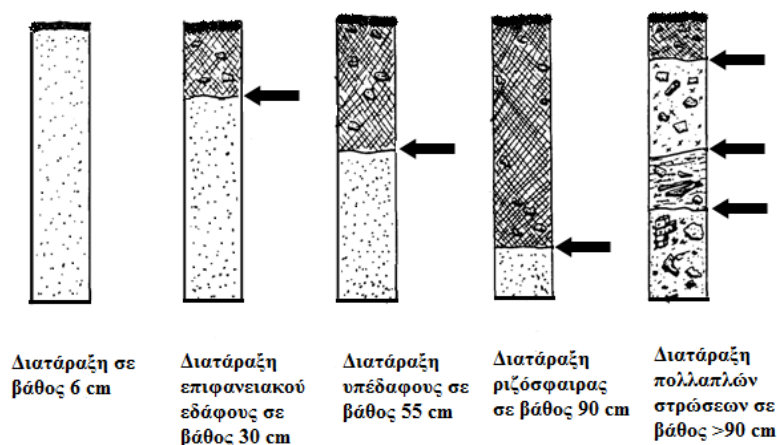 Διατάραξη σε
βάθος 6 cm
Διατάραξη
επιφανειακού
εδάφους σε
βάθος 30 cm
Διατάραξη
υπέδαφους σε
βάθος 55 cm
Διατάραξη
ριζόσφαιρας
σε βάθος 90 cm
Διατάραξη
πολλαπλών
στρώσεων σε
βάθος >90 cm